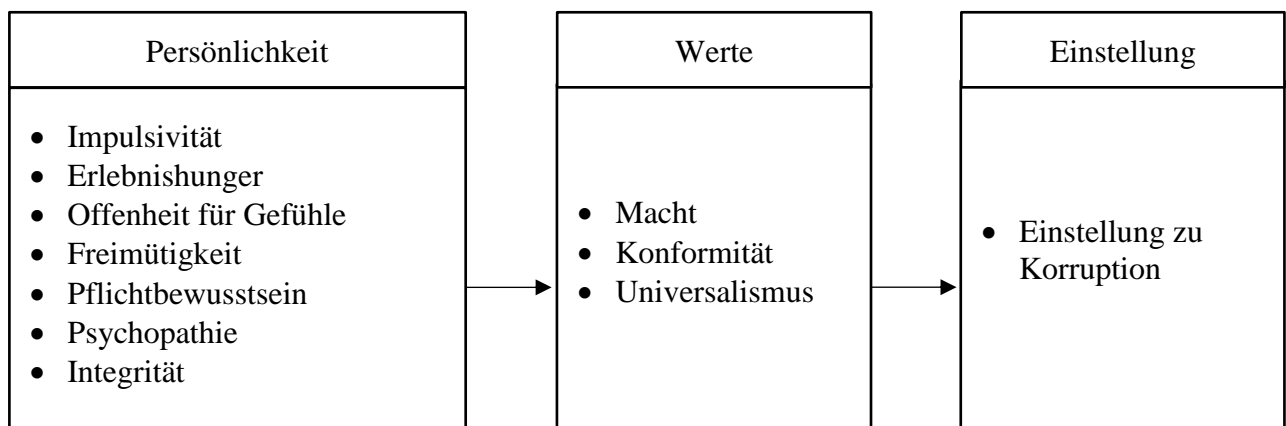 Persönlichkeit
• Impulsivität
• Erlebnishunger
• Offenheit für Gefühle
• Freimütigkeit
• Pflichtbewusstsein
• Psychopathie
• Integrität
Werte
• Macht
• Konformität
• Universalismus
Einstellung
• Einstellung zu
Korruption